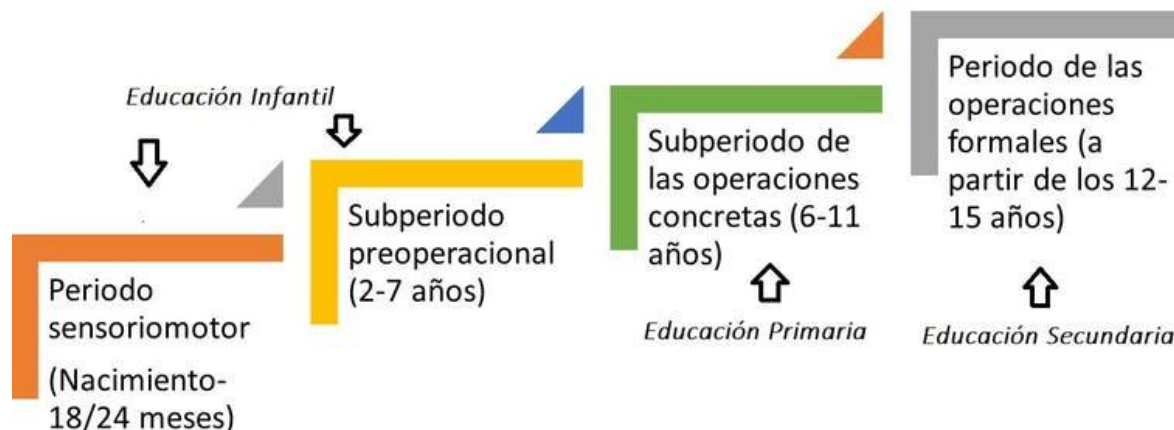 Educación Infantil
Periodo
sensoriomotor
(Nacimiento-
18/24 meses)
Subperiodo
preoperacional
(2-7 años)
Subperiodo de
las operaciones
concretas (6-11
años)
Educación Primaria
Periodo de las
operaciones
formales (a
partir de los 12-
15 años)
Educación Secundaria